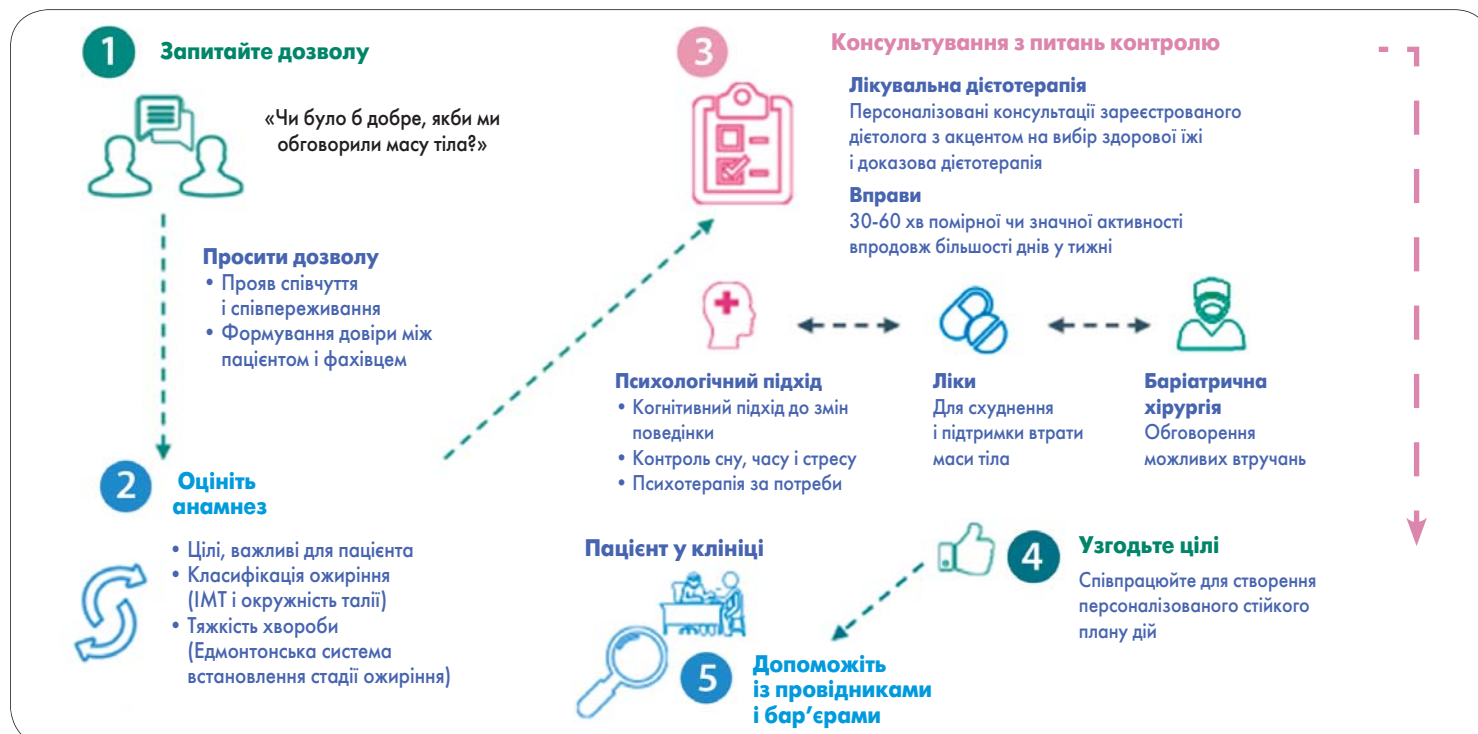 1
Запитайте дозволу
«Чи було б добре, якби ми
обговорили масу тіла?»
Просити дозволу
• Прояв співчуття
і співпереживання
• Формування довіри між
пацієнтом і фахівцем
2
Оцініть
анамнез
• Цілі, важливі для пацієнта
• Класифікація ожиріння
(ІМТ і окружність талії)
• Тяжкість хвороби
(Едмонтонська система
встановлення стадії ожиріння)
3
Консультування з питань контролю
Лікувальна дієтотерапія
Персоналізовані консультації зареєстрованого
дієтолога з акцентом на вибір здорової їжі
і доказова дієтотерапія
Вправи
30-60 хв помірної чи значної активності
впродовж більшості днів у тижні
Психологічний підхід
• Когнітивний підхід до змін
поведінки
• Контроль сну, часу і стресу
• Психотерапія за потреби
Ліки
Для схуднення
і підтримки втрати
маси тіла
Баріатрична
хірургія
Обговорення
можливих втручань
4
Узгодьте цілі
Співпрацюйте для створення
персоналізованого стійкого
плану дій
Пацієнт у клініці
5
Допоможіть
із провідниками
і бар’єрами